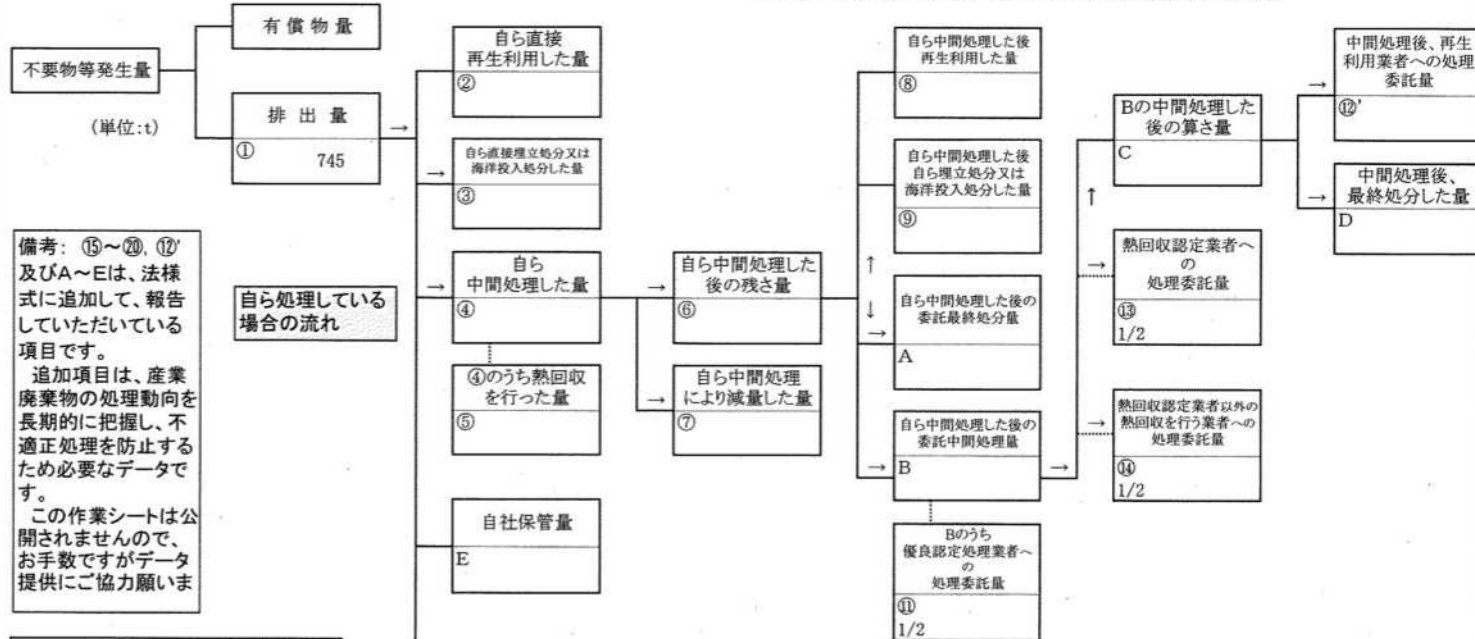 有償物量
不要物等発生量
(単位:t)
排出量
①
745
→
自ら直接
再生利用した量
②
→
自ら直接埋立処分又は
海洋投入処分した量
③
→
自ら
中間処理した量
④
④のうち熱回収
を行った量
⑤
自社保管量
E
備考: ⑮～⑳, ⑫'
及びA～Eは、法様
式に追加して、報告
していただいている
項目です。
追加項目は、産業
廃棄物の処理動向を
長期的に把握し、不
適正処理を防止する
ため必要なデータで
す。
この作業シートは公
開されませんので、
お手数ですがデータ
提供にご協力願いま
自ら処理している
場合の流れ
→
自ら中間処理した
後の残さ量
⑥
→
自ら中間処理
により減量した量
⑦
自ら中間処理した後
再生利用した量
⑧
自ら中間処理した後
自ら埋立処分又は
海洋投入処分した量
⑨
↑
↓
→
自ら中間処理した後の
委託最終処分量
A
→
自ら中間処理した後の
委託中間処理量
B
Bのうち
優良認定処理業者へ
の
処理委託量
⑪
1/2
→
↑
Bの中間処理した
後の算さ量
C
→
熱回収認定業者へ
の
処理委託量
⑬
1/2
→
熱回収認定業者以外の
熱回収を行う業者への
処理委託量
⑭
1/2
→
中間処理後、再生
利用業者への処理
委託量
⑫'
→
中間処理後、
最終処分した量
D